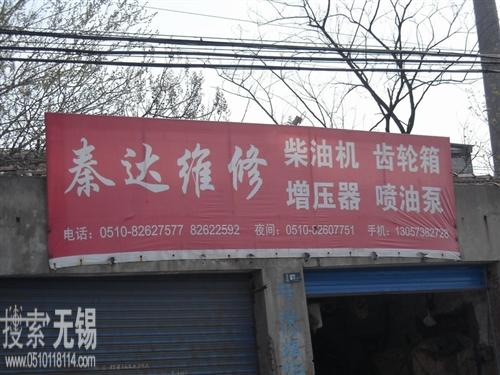 秦达维修
柴油机 齿轮箱
增压器 喷油泵
电话：0510-82627577 82622592 夜间：0510-82607751 手机：13057382728
搜索无锡
www.0510118114.com